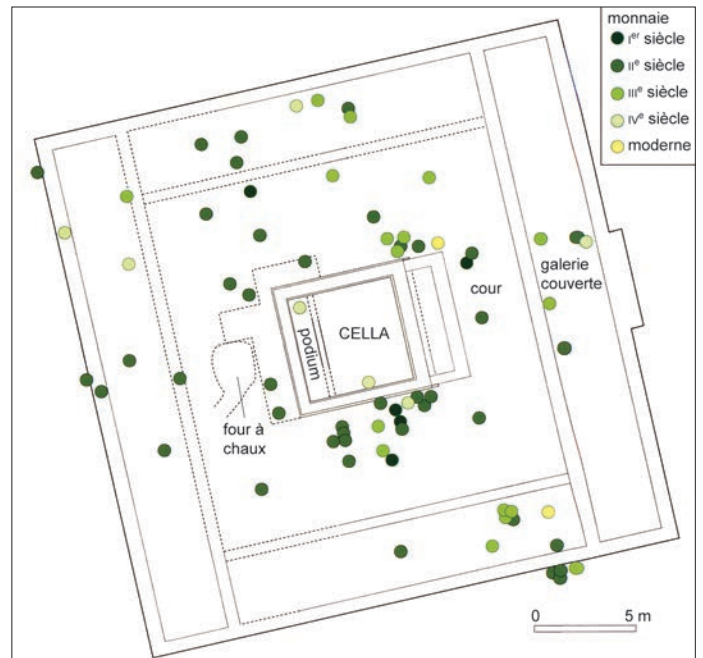 monnaie
Iᵉʳ siècle
IIᵉ siècle
IIIᵉ siècle
IVᵉ siècle
moderne
galerie
couverte
cour
CELLA
podium
four à
chaux
0 5 m